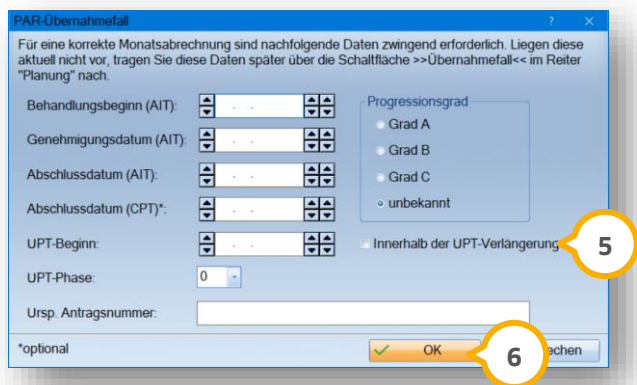 PAR-Übernahmefall
Für eine korrekte Monatsabrechnung sind nachfolgende Daten zwingend erforderlich. Liegen diese
aktuell nicht vor, tragen Sie diese Daten später über die Schaltfläche >>Übernahmefall<< im Reiter
"Planung" nach.
Behandlungsbeginn (AIT):
Genehmigungsdatum (AIT):
Abschlussdatum (AIT):
Abschlussdatum (CPT)*:
UPT-Beginn:
UPT-Phase: 0
Ursp. Antragsnummer:
Progressionsgrad
Grad A
Grad B
Grad C
unbekannt
Innerhalb der UPT-Verlängerung
5
*optional
OK
6
echen